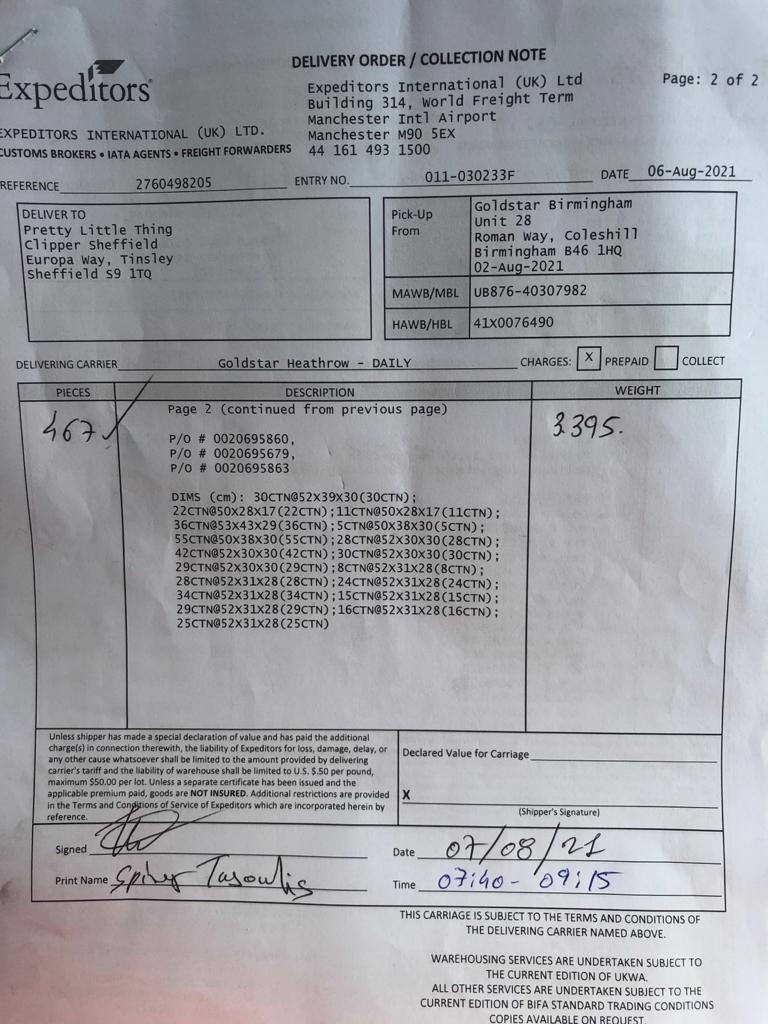 DELIVERY ORDER / COLLECTION NOTE
Page: 2 of 2
Expeditors
EXPEDITORS INTERNATIONAL (UK) LTD.
CUSTOMS BROKERS • IATA AGENTS • FREIGHT FORWARDERS
Expeditors International (UK) Ltd
Building 314, World Freight Term
Manchester Intl Airport
Manchester M90 5EX
44 161 493 1500
REFERENCE 2760498205 ENTRY NO. 011-030233F DATE 06-Aug-2021
DELIVER TO
Pretty Little Thing
Clipper Sheffield
Europa Way, Tinsley
Sheffield S9 1TQ
Pick-Up From
Goldstar Birmingham
Unit 28
Roman Way, Coleshill
Birmingham B46 1HQ
02-Aug-2021
MAWB/MBL UB876-40307982
HAWB/HBL 41X0076490
DELIVERING CARRIER Goldstar Heathrow - DAILY CHARGES: X PREPAID COLLECT
PIECES DESCRIPTION WEIGHT
467 3395.
Page 2 (continued from previous page)
P/O # 0020695860,
P/O # 0020695679,
P/O # 0020695863
DIMS (cm): 30CTN@52X39X30(30CTN);
22CTN@50X28X17(22CTN);11CTN@50X28X17(11CTN);
36CTN@53X43X29(36CTN);5CTN@50X38X30(5CTN);
55CTN@50X38X30(55CTN);28CTN@52X30X30(28CTN);
42CTN@52X30X30(42CTN);30CTN@52X30X30(30CTN);
29CTN@52X30X30(29CTN);8CTN@52X31X28(8CTN);
28CTN@52X31X28(28CTN);24CTN@52X31X28(24CTN);
34CTN@52X31X28(34CTN);15CTN@52X31X28(15CTN);
29CTN@52X31X28(29CTN);16CTN@52X31X28(16CTN);
25CTN@52X31X28(25CTN)
Unless shipper has made a special declaration of value and has paid the additional
charge(s) in connection therewith, the liability of Expeditors for loss, damage, delay, or
any other cause whatsoever shall be limited to the amount provided by delivering
carrier's tariff and the liability of warehouse shall be limited to U.S. $.50 per pound,
maximum $50.00 per lot. Unless a separate certificate has been issued and the
applicable premium paid, goods are NOT INSURED. Additional restrictions are provided
in the Terms and Conditions of Service of Expeditors which are incorporated herein by
reference.
Declared Value for Carriage
X
(Shipper's Signature)
Signed
Date 07/08/21
Print Name Tasoulis
Time 07:40 - 09:15
THIS CARRIAGE IS SUBJECT TO THE TERMS AND CONDITIONS OF
THE DELIVERING CARRIER NAMED ABOVE.
WAREHOUSING SERVICES ARE UNDERTAKEN SUBJECT TO
THE CURRENT EDITION OF UKWA.
ALL OTHER SERVICES ARE UNDERTAKEN SUBJECT TO THE
CURRENT EDITION OF BIFA STANDARD TRADING CONDITIONS
COPIES AVAILABLE ON REQUEST.